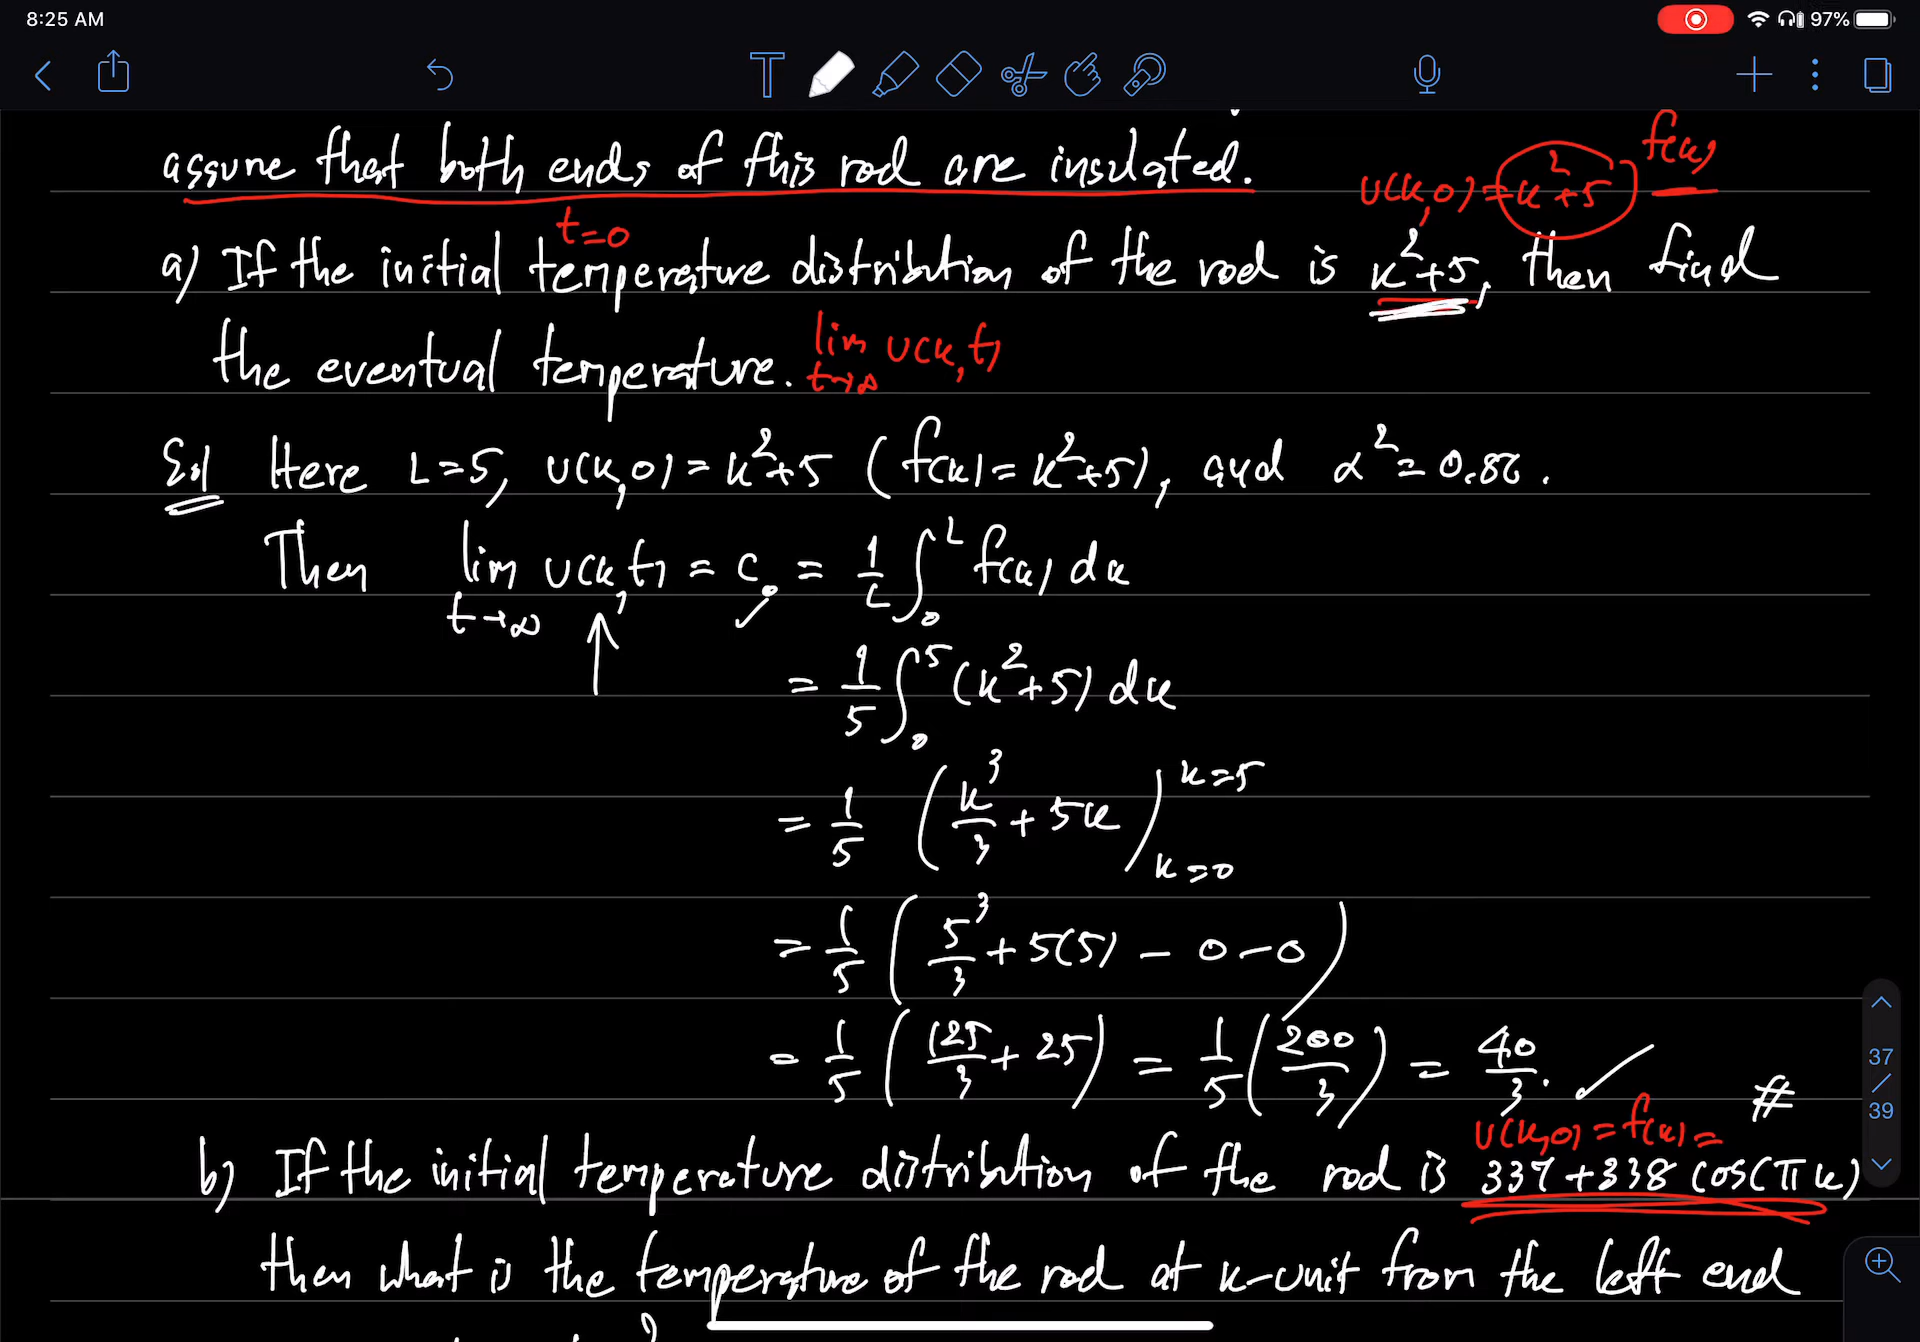 8:25 AM
97%
assume that both ends of this rod are insulated.
u(x,0) = x²+5 f(x)
t=0
a) If the initial temperature distribution of the rod is x²+5, then find
the eventual temperature. lim t→∞ u(x,t)
Sol Here L=5, u(x,0) = x²+5 (f(x) = x²+5), and α² = 0.86.
Then lim t→∞ u(x,t) = c₀ = 1/L ∫₀ᴸ f(x) dx
= 1/5 ∫₀⁵ (x²+5) dx
= 1/5 (x³/3 + 5x) x=5 x=0
= 1/5 (5³/3 + 5(5) - 0 - 0)
= 1/5 (125/3 + 25) = 1/5 (200/3) = 40/3. ✓ #
u(x,0) = f(x) =
b) If the initial temperature distribution of the rod is 337+338 cos(πx)
then what is the temperature of the rod at x-unit from the left end
37
/
39